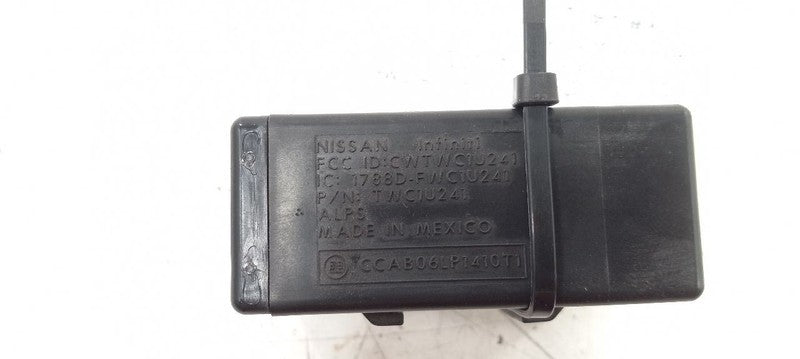 NISSAN Infiniti
FCC ID:CWTWC1U241
IC: 1788D-FWC1U241
P/N: TWC1U241
ALPS
MADE IN MEXICO
CCAB06LP1410T1